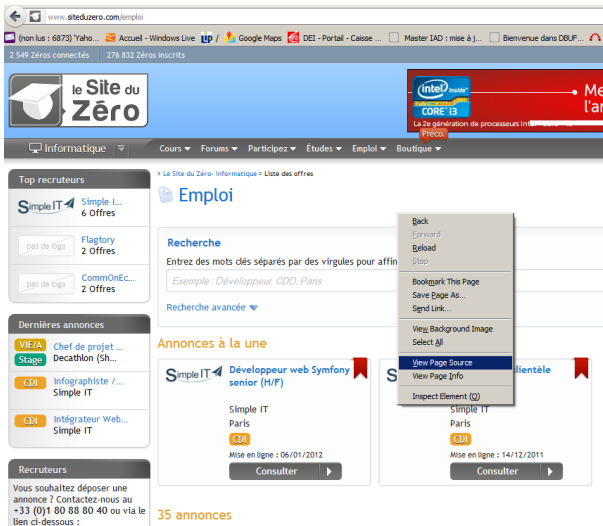 www.siteduzero.com/emploi
(non lus : 6873) 'Yaho...
Accueil - Windows Live
/
Google Maps
DEI - Portail - Caisse ...
Master IAD : mise à j...
Bienvenue dans DBUF...
2 549 Zéros connectés
276 832 Zéros inscrits
le Site du
Zéro
intel inside
CORE i3
Me
l'ar
La 2e génération de processeurs
Préco.
Informatique
Cours
Forums
Participez
Études
Emploi
Boutique
Top recruteurs
Simple IT
Simple I...
6 Offres
pas de logo
Flagtory
2 Offres
pas de logo
CommOnEc...
2 Offres
Dernières annonces
VIE/A
Stage
Chef de projet ...
Decathlon (Sh...
CDI
Infographiste /...
Simple IT
CDI
Intégrateur Web...
Simple IT
Recruteurs
Vous souhaitez déposer une
annonce ? Contactez-nous au
+33 (0)1 80 88 80 40 ou via le
lien ci-dessous :
> Le Site du Zéro- Informatique > Liste des offres
Emploi
Recherche
Entrez des mots clés séparés par des virgules pour affin
Exemple : Développeur, CDD, Paris
Recherche avancée
Annonces à la une
Simple IT
Développeur web Symfony
senior (H/F)
Simple IT
Paris
CDI
Mise en ligne : 06/01/2012
Consulter
S
lientèle
Simple IT
Paris
CDI
Mise en ligne : 14/12/2011
Consulter
35 annonces
Back
Forward
Reload
Stop
Bookmark This Page
Save Page As...
Send Link...
View Background Image
Select All
View Page Source
View Page Info
Inspect Element (Q)